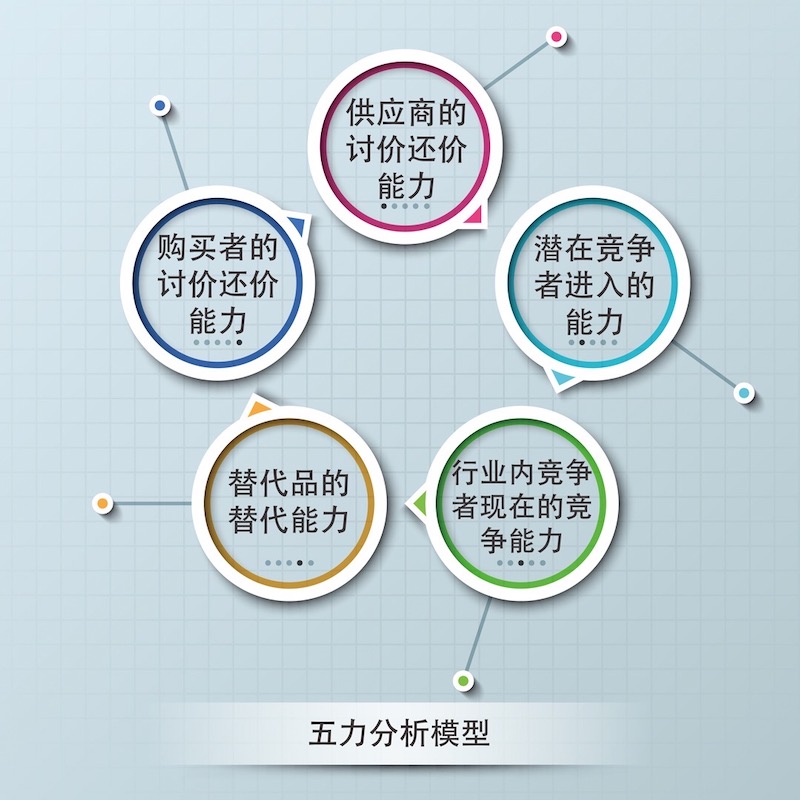 供应商的
讨价还价
能力
潜在竞争
者进入的
能力
行业内竞争
者现在的竞
争能力
替代品的
替代能力
购买者的
讨价还价
能力
五力分析模型